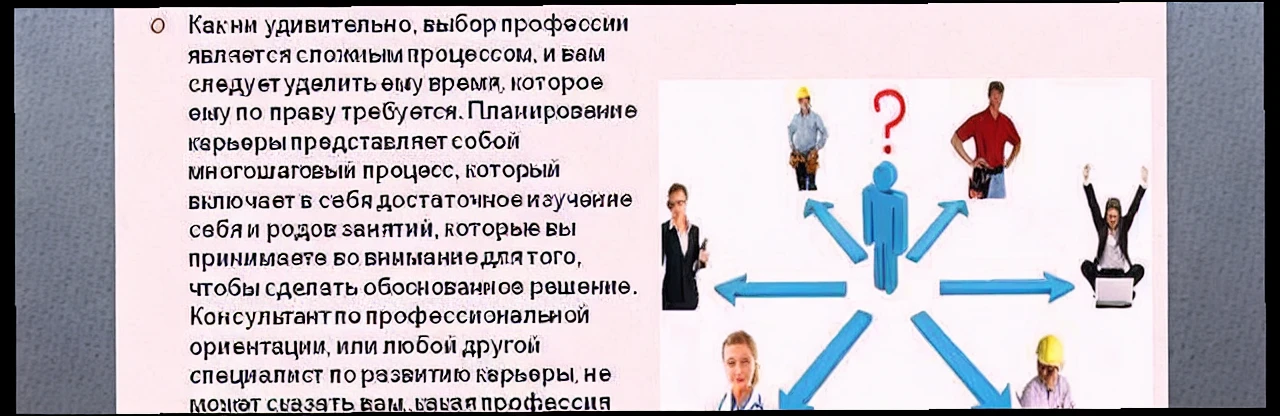 Как ни удивительно, выбор профессии
является сложным процессом, и вам
следует уделить ему время, которое
ему по праву требуется. Планирование
карьеры представляет собой
многошаговый процесс, который
включает в себя достаточное изучение
себя и родов занятий, которые вы
принимаете во внимание для того,
чтобы сделать обоснованное решение.
Консультант по профессиональной
ориентации, или любой другой
специалист по развитию карьеры, не
может сказать вам, какая профессия
?